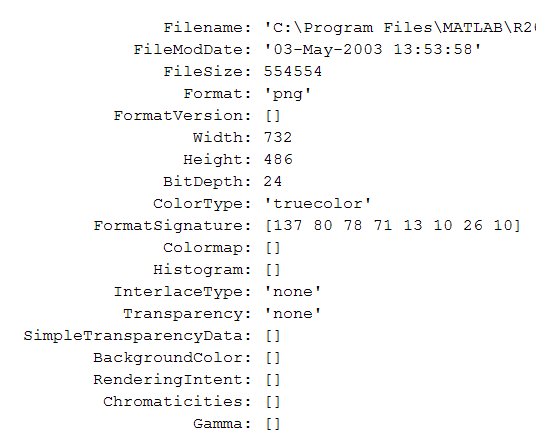 Filename: 'C:\Program Files\MATLAB\R20
FileModDate: '03-May-2003 13:53:58'
FileSize: 554554
Format: 'png'
FormatVersion: []
Width: 732
Height: 486
BitDepth: 24
ColorType: 'truecolor'
FormatSignature: [137 80 78 71 13 10 26 10]
Colormap: []
Histogram: []
InterlaceType: 'none'
Transparency: 'none'
SimpleTransparencyData: []
BackgroundColor: []
RenderingIntent: []
Chromaticities: []
Gamma: []